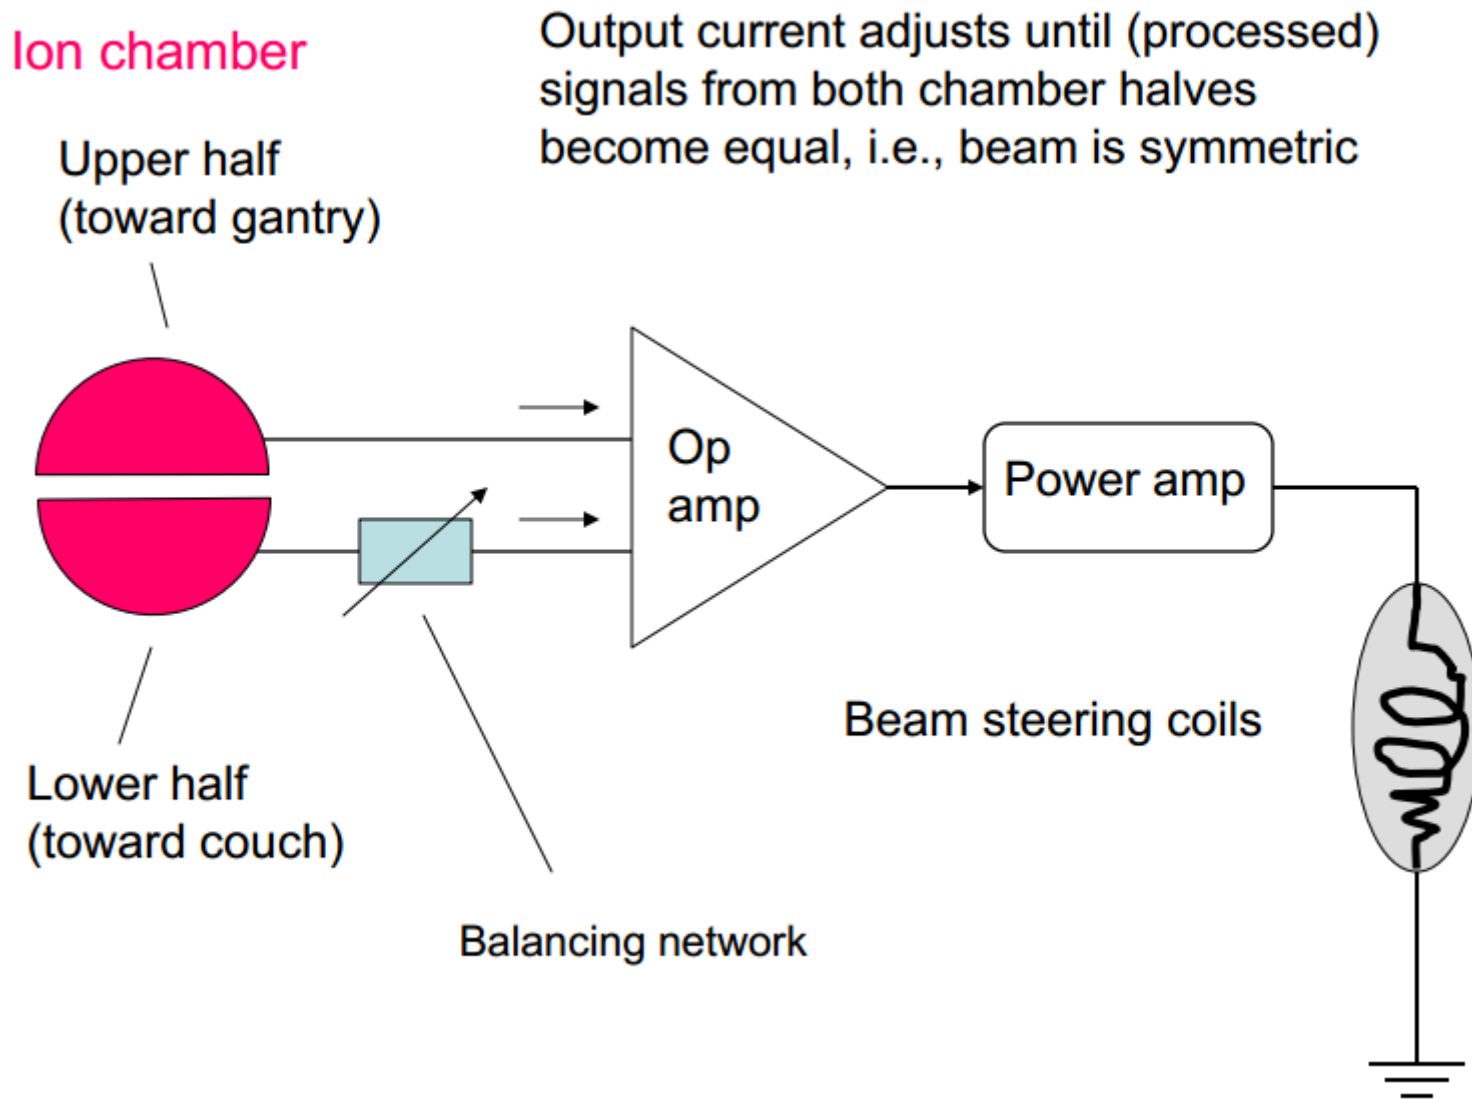 Ion chamber
Output current adjusts until (processed)
signals from both chamber halves
become equal, i.e., beam is symmetric
Upper half
(toward gantry)
Op
amp
Power amp
Beam steering coils
Lower half
(toward couch)
Balancing network